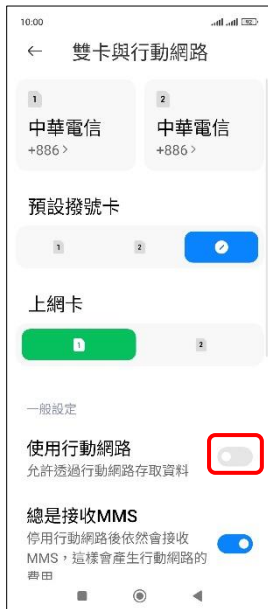 10:00
雙卡與行動網路
1
中華電信
+886
2
中華電信
+886
預設撥號卡
1
2
上網卡
1
2
一般設定
使用行動網路
允許透過行動網路存取資料
總是接收MMS
停用行動網路後依然會接收
MMS,這樣會產生行動網路的
費用